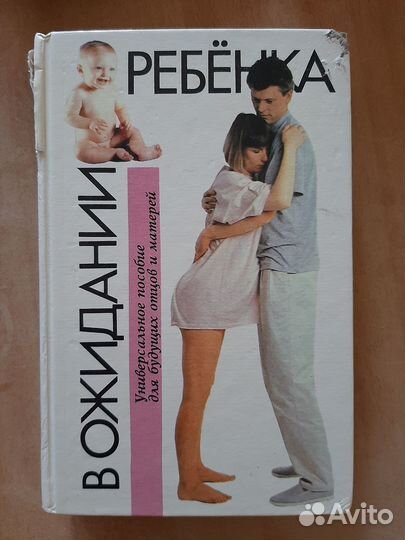 В ОЖИДАНИИ
РЕБЁНКА
Универсальное пособие
для будущих отцов и матерей
Avito